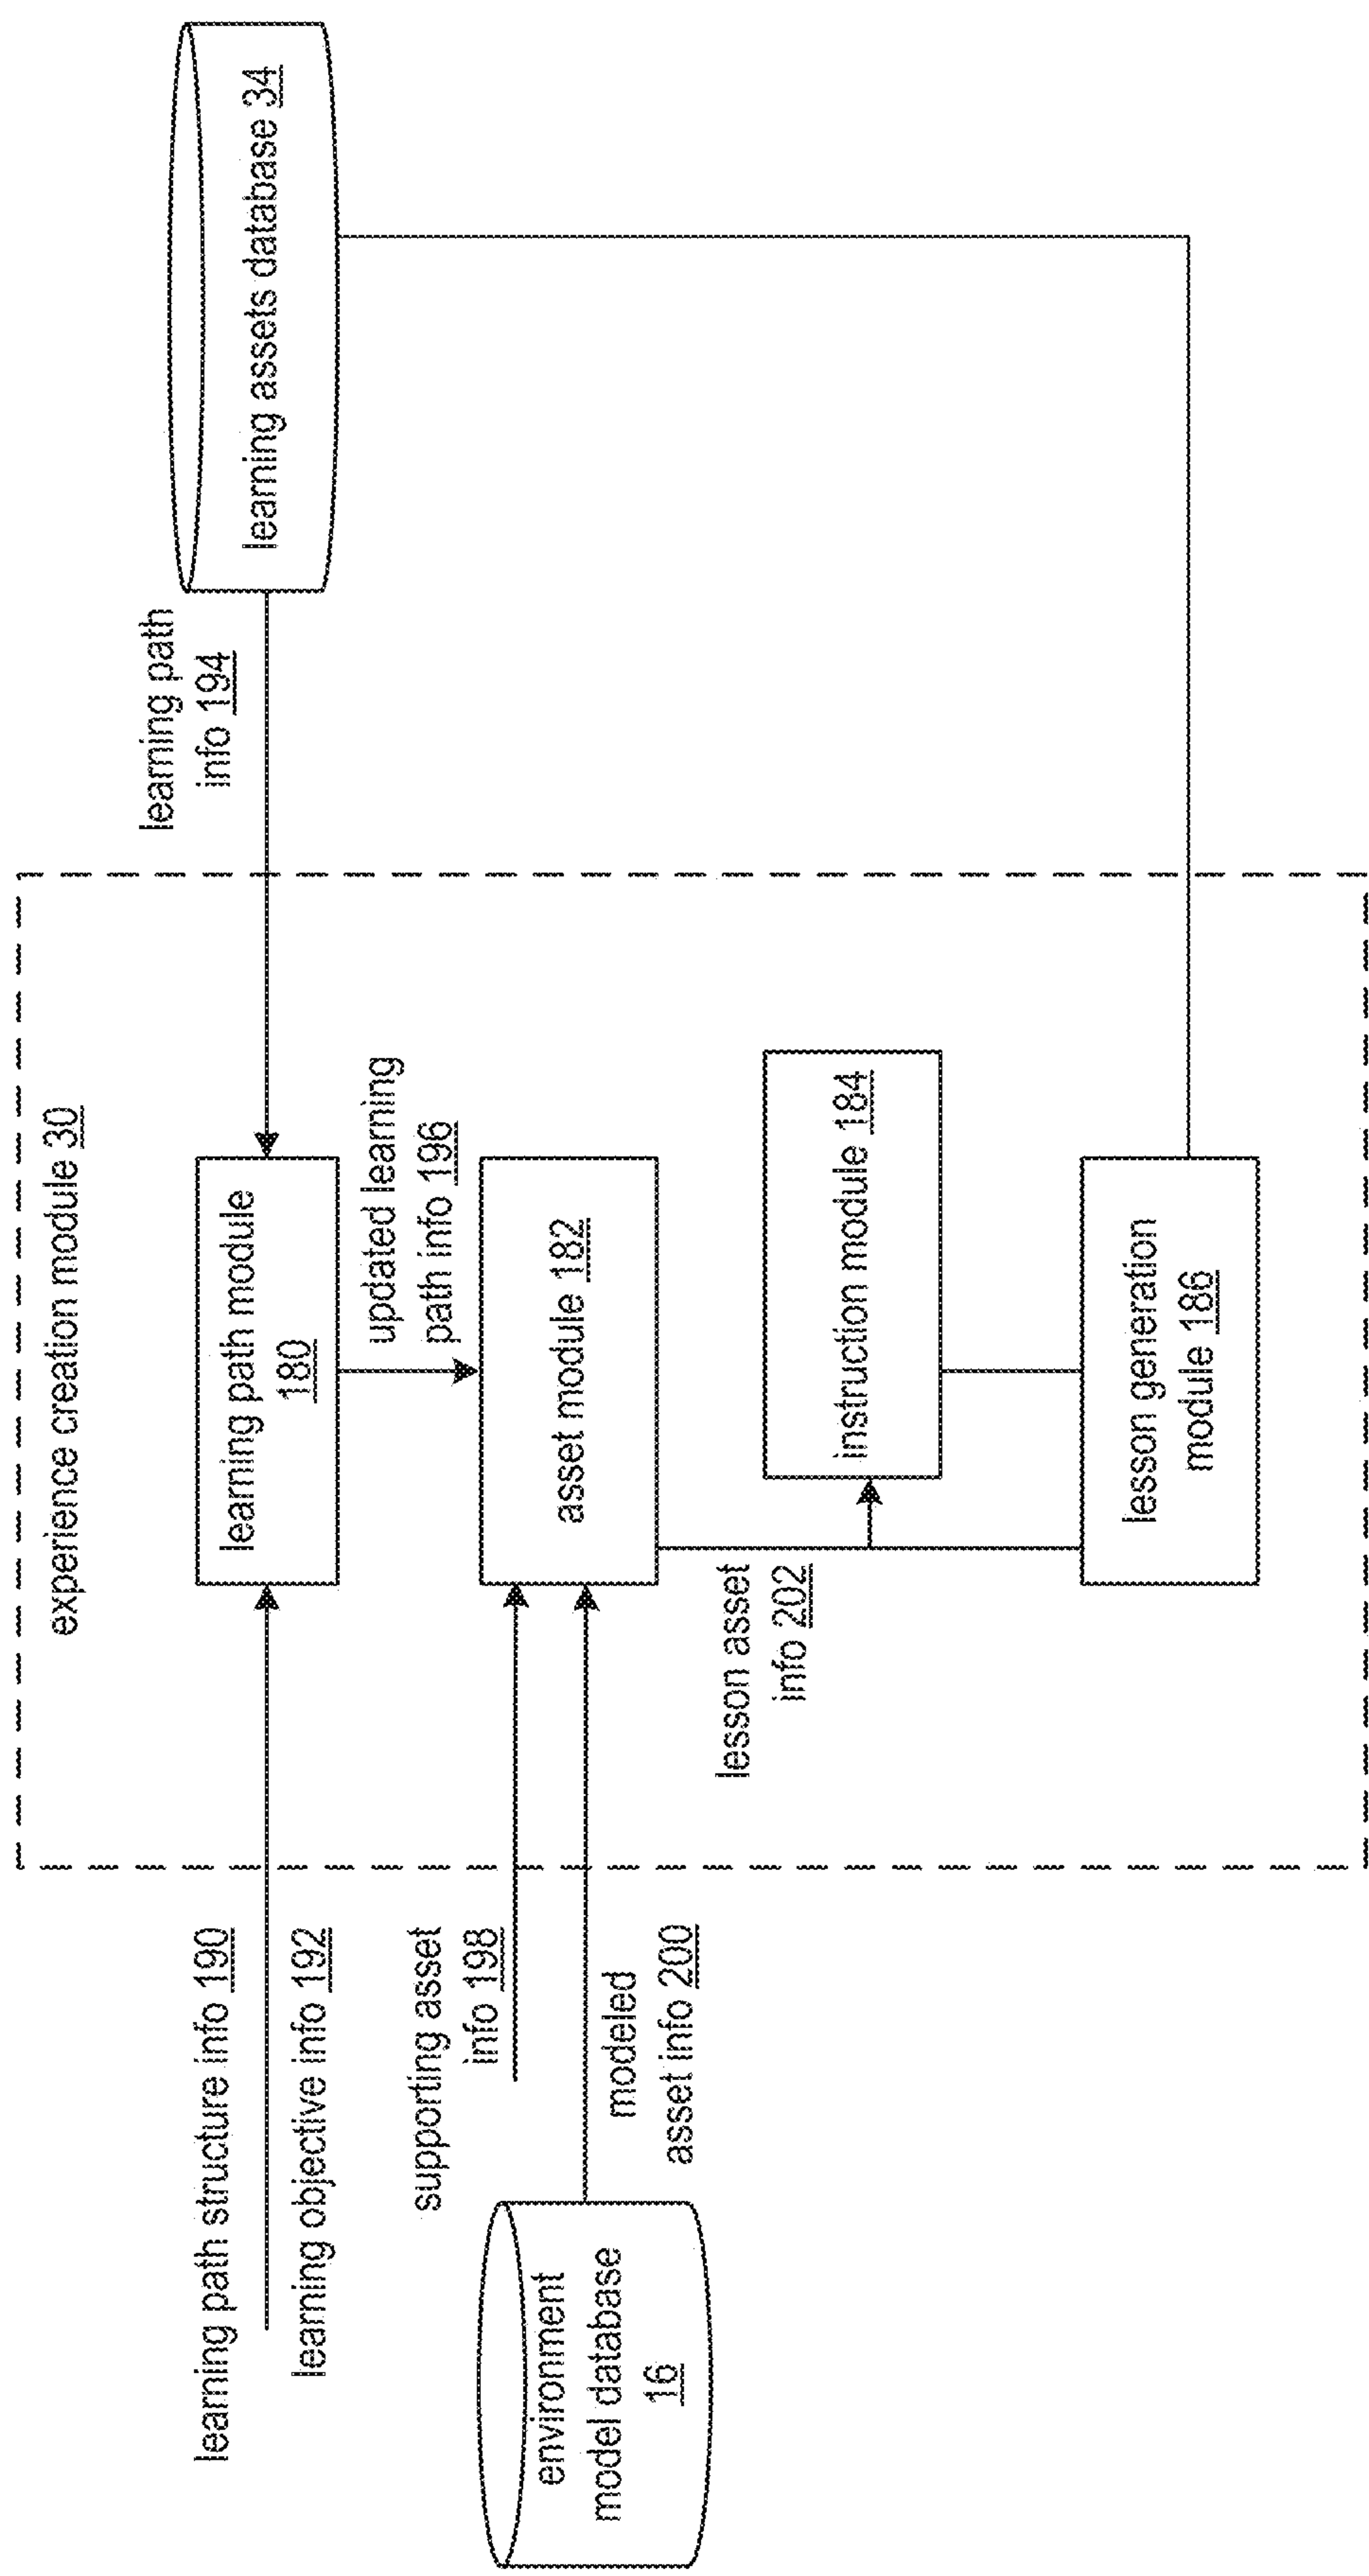 experience creation module 30
learning path structure info 190
learning objective info 192
learning path module
180
learning path
info 194
learning assets database 34
updated learning
path info 196
supporting asset
info 198
environment
model database
16
modeled
asset info 200
asset module 182
lesson asset
info 202
instruction module 184
lesson generation
module 186